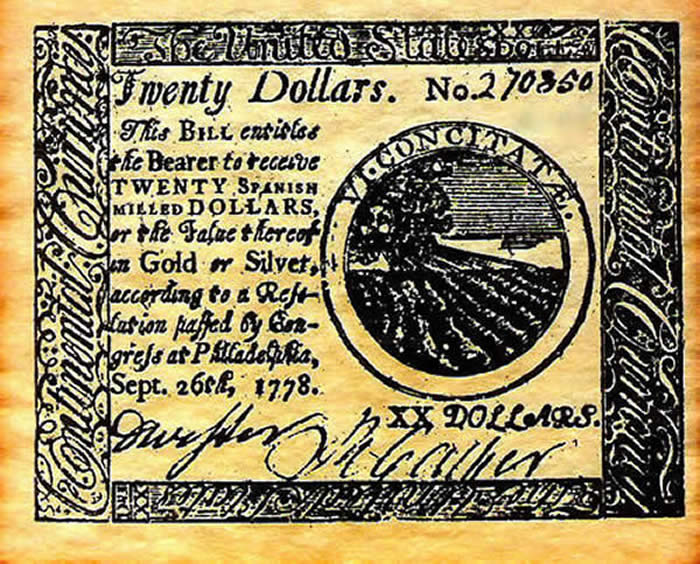 The United States
Twenty Dollars. No. 270350
This BILL entitles
the Bearer to receive
TWENTY SPANISH
MILLED DOLLARS,
or the Value thereof
in Gold or Silver,
according to a Reſo-
lution paſſed by Con-
greſs at Philadelphia,
Sept. 26th, 1778.
VI. CONCITATÆ.
XX DOLLARS.
Continental Currency
Continental Currency